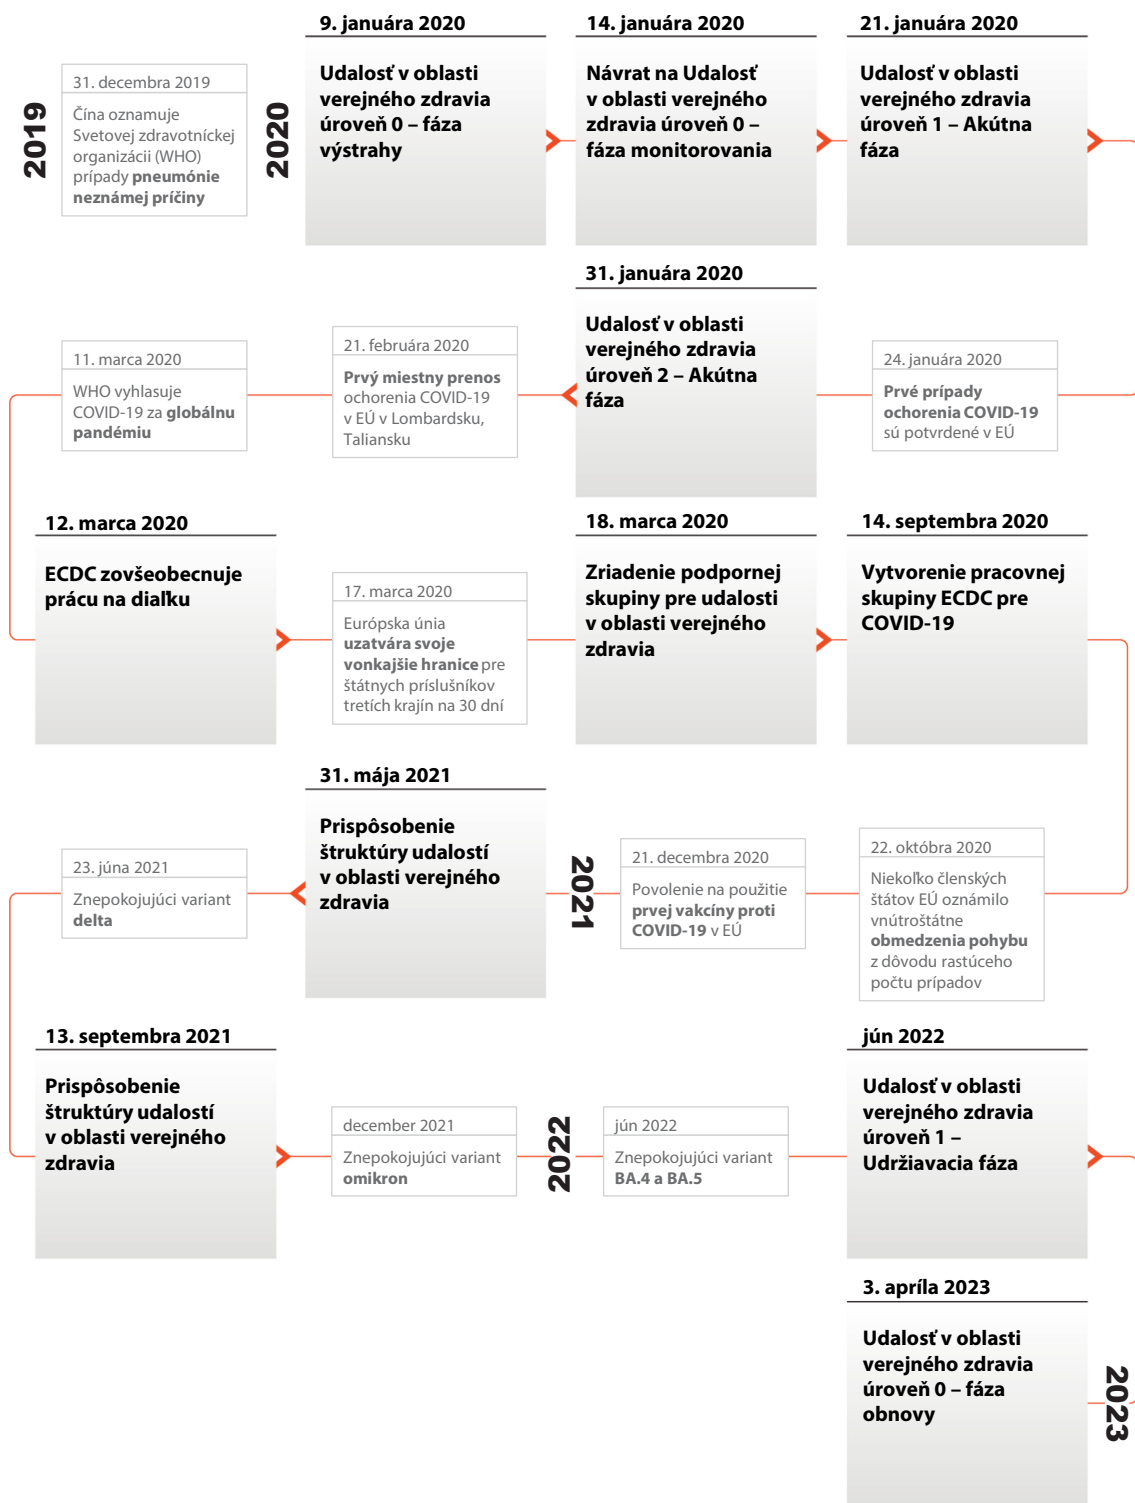 2019
31. decembra 2019
Čína oznamuje
Svetovej zdravotníckej
organizácii (WHO)
prípady pneumónie
neznámej príčiny
2020
9. januára 2020
Udalosť v oblasti
verejného zdravia
úroveň 0 – fáza
výstrahy
14. januára 2020
Návrat na Udalosť
v oblasti verejného
zdravia úroveň 0 –
fáza monitorovania
21. januára 2020
Udalosť v oblasti
verejného zdravia
úroveň 1 – Akútna
fáza
24. januára 2020
Prvé prípady
ochorenia COVID-19
sú potvrdené v EÚ
31. januára 2020
Udalosť v oblasti
verejného zdravia
úroveň 2 – Akútna
fáza
21. februára 2020
Prvý miestny prenos
ochorenia COVID-19
v EÚ v Lombardsku,
Taliansku
11. marca 2020
WHO vyhlasuje
COVID-19 za globálnu
pandémiu
12. marca 2020
ECDC zovšeobecnuje
prácu na diaľku
17. marca 2020
Európska únia
uzatvára svoje
vonkajšie hranice pre
štátnych príslušníkov
tretích krajín na 30 dní
18. marca 2020
Zriadenie podpornej
skupiny pre udalosti
v oblasti verejného
zdravia
14. septembra 2020
Vytvorenie pracovnej
skupiny ECDC pre
COVID-19
22. októbra 2020
Niekoľko členských
štátov EÚ oznámilo
vnútroštátne
obmedzenia pohybu
z dôvodu rastúceho
počtu prípadov
21. decembra 2020
Povolenie na použitie
prvej vakcíny proti
COVID-19 v EÚ
2021
31. mája 2021
Prispôsobenie
štruktúry udalostí
v oblasti verejného
zdravia
23. júna 2021
Znepokojujúci variant
delta
13. septembra 2021
Prispôsobenie
štruktúry udalostí
v oblasti verejného
zdravia
december 2021
Znepokojujúci variant
omikron
2022
jún 2022
Znepokojujúci variant
BA.4 a BA.5
jún 2022
Udalosť v oblasti
verejného zdravia
úroveň 1 –
Udržiavacia fáza
2023
3. apríla 2023
Udalosť v oblasti
verejného zdravia
úroveň 0 – fáza
obnovy